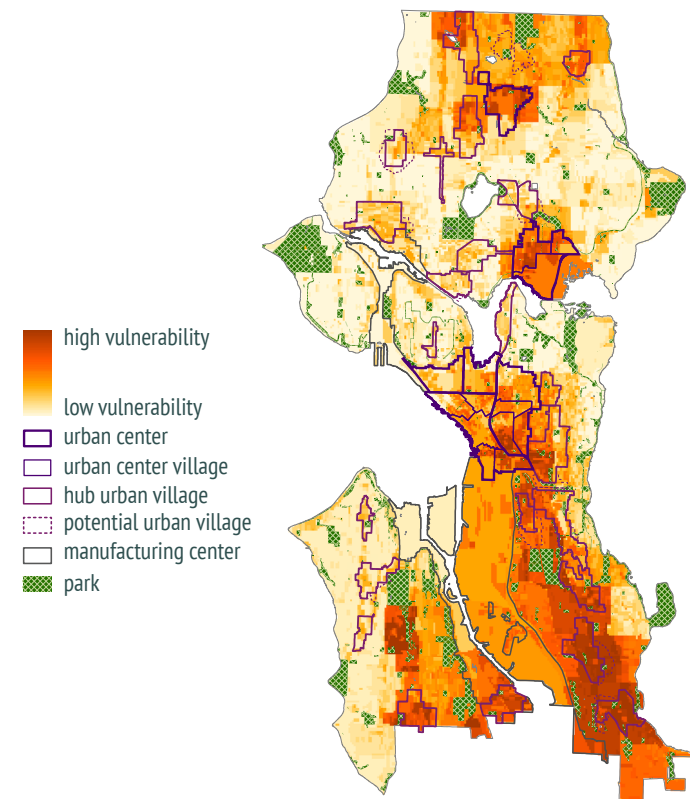 high vulnerability
low vulnerability
urban center
urban center village
hub urban village
potential urban village
manufacturing center
park